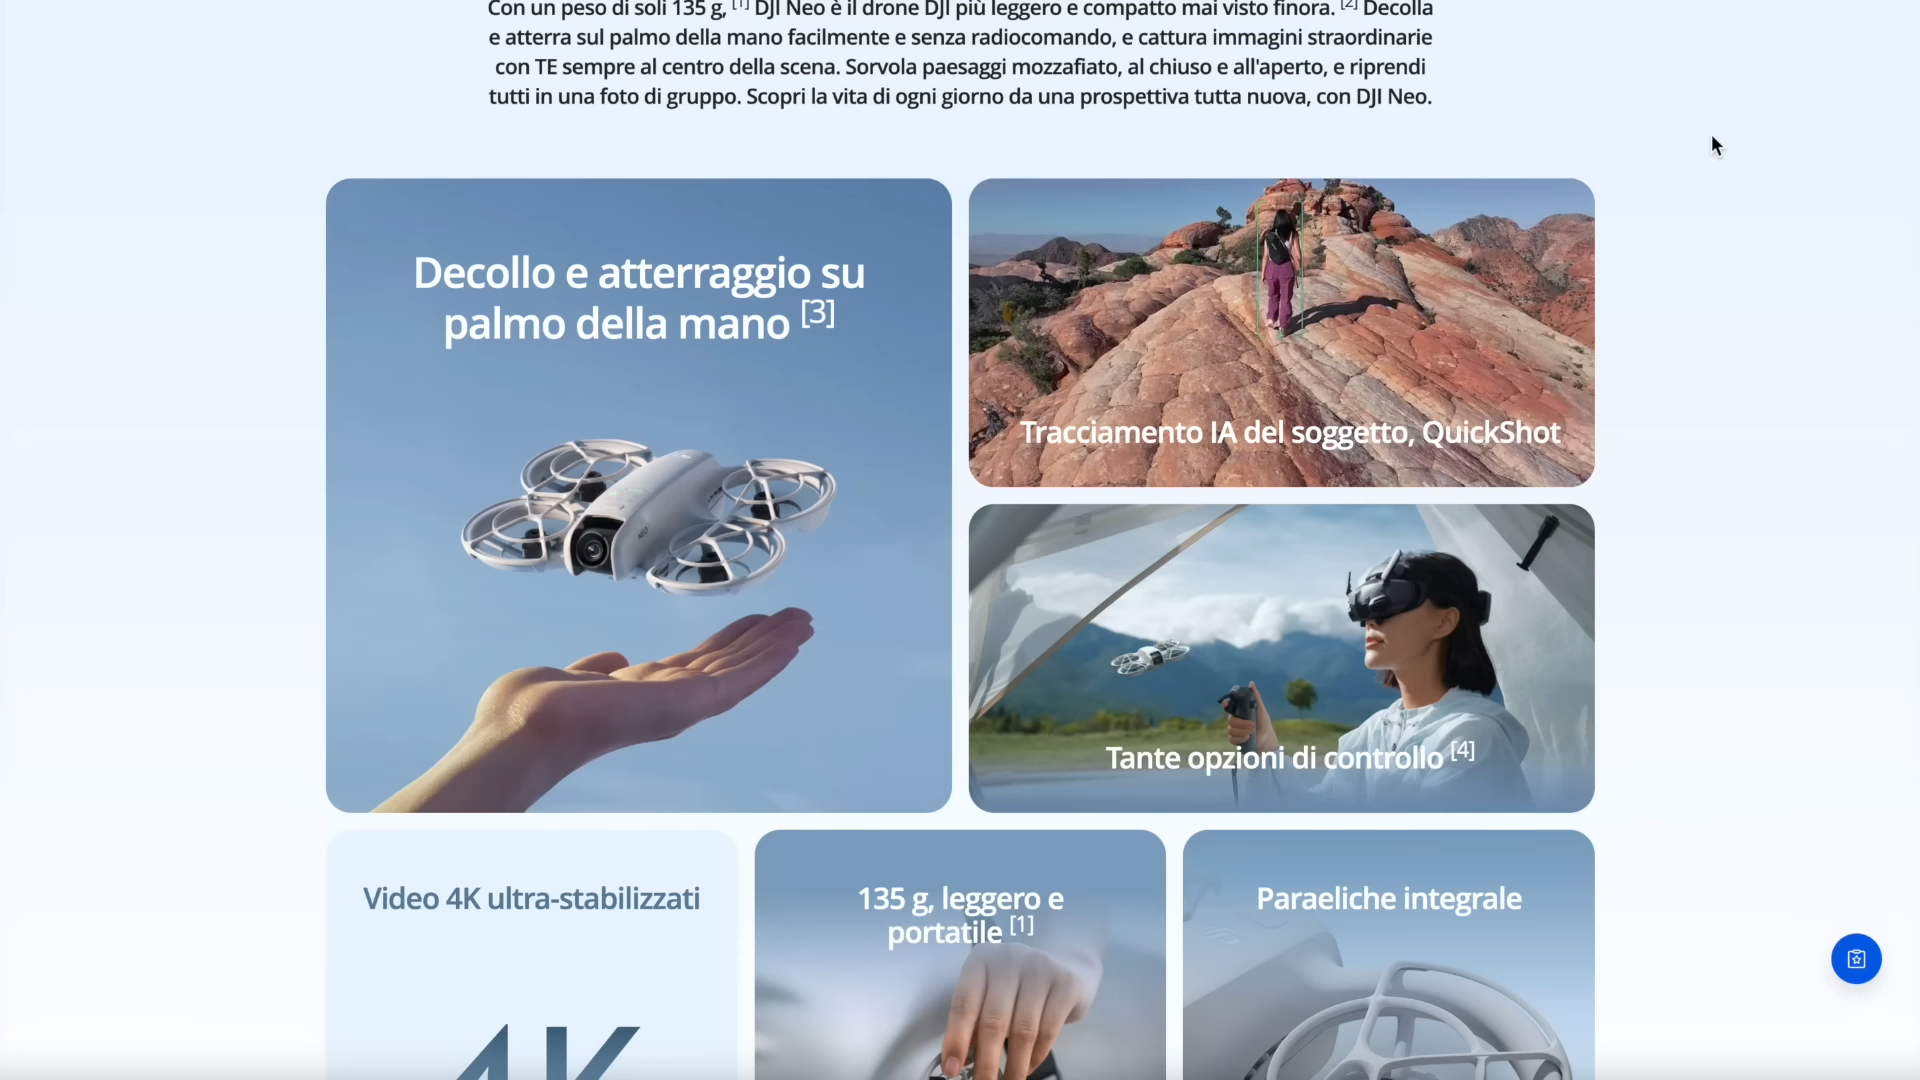 Con un peso di soli 135 g, [1] DJI Neo è il drone DJI più leggero e compatto mai visto finora. [2] Decolla
e atterra sul palmo della mano facilmente e senza radiocomando, e cattura immagini straordinarie
con TE sempre al centro della scena. Sorvola paesaggi mozzafiato, al chiuso e all'aperto, e riprendi
tutti in una foto di gruppo. Scopri la vita di ogni giorno da una prospettiva tutta nuova, con DJI Neo.
Decollo e atterraggio su
palmo della mano [3]
NEO
Tracciamento IA del soggetto, QuickShot
Tante opzioni di controllo [4]
Video 4K ultra-stabilizzati
4K
135 g, leggero e
portatile [1]
Paraeliche integrale